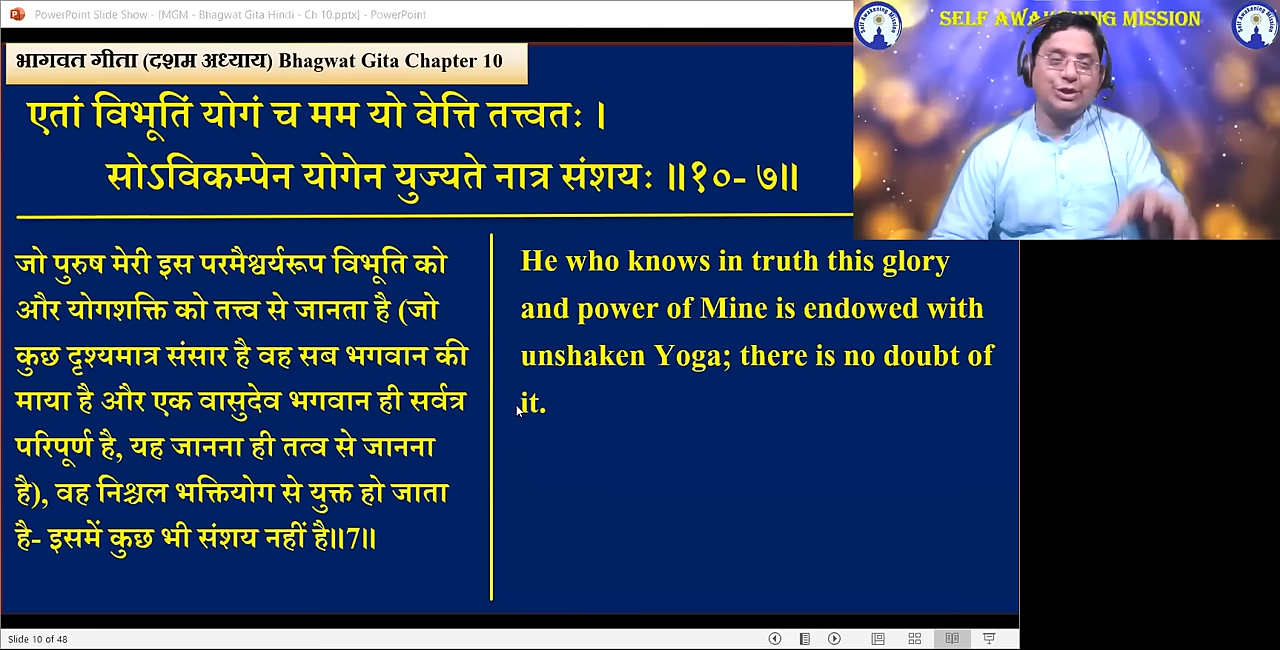 PowerPoint Slide Show - [MGM - Bhagwat Gita Hindi - Ch 10.pptx] - PowerPoint
SELF AWAKENING MISSION
भागवत गीता (दशम अध्याय) Bhagwat Gita Chapter 10
एतां विभूतिं योगं च मम यो वेत्ति तत्त्वतः ।
सोऽविकम्पेन योगेन युज्यते नात्र संशयः ॥१०- ७॥
जो पुरुष मेरी इस परमैश्वर्यरूप विभूति को
और योगशक्ति को तत्त्व से जानता है (जो
कुछ दृश्यमात्र संसार है वह सब भगवान की
माया है और एक वासुदेव भगवान ही सर्वत्र
परिपूर्ण है, यह जानना ही तत्व से जानना
है), वह निश्चल भक्तियोग से युक्त हो जाता
है- इसमें कुछ भी संशय नहीं है॥7॥
He who knows in truth this glory
and power of Mine is endowed with
unshaken Yoga; there is no doubt of
it.
Slide 10 of 48